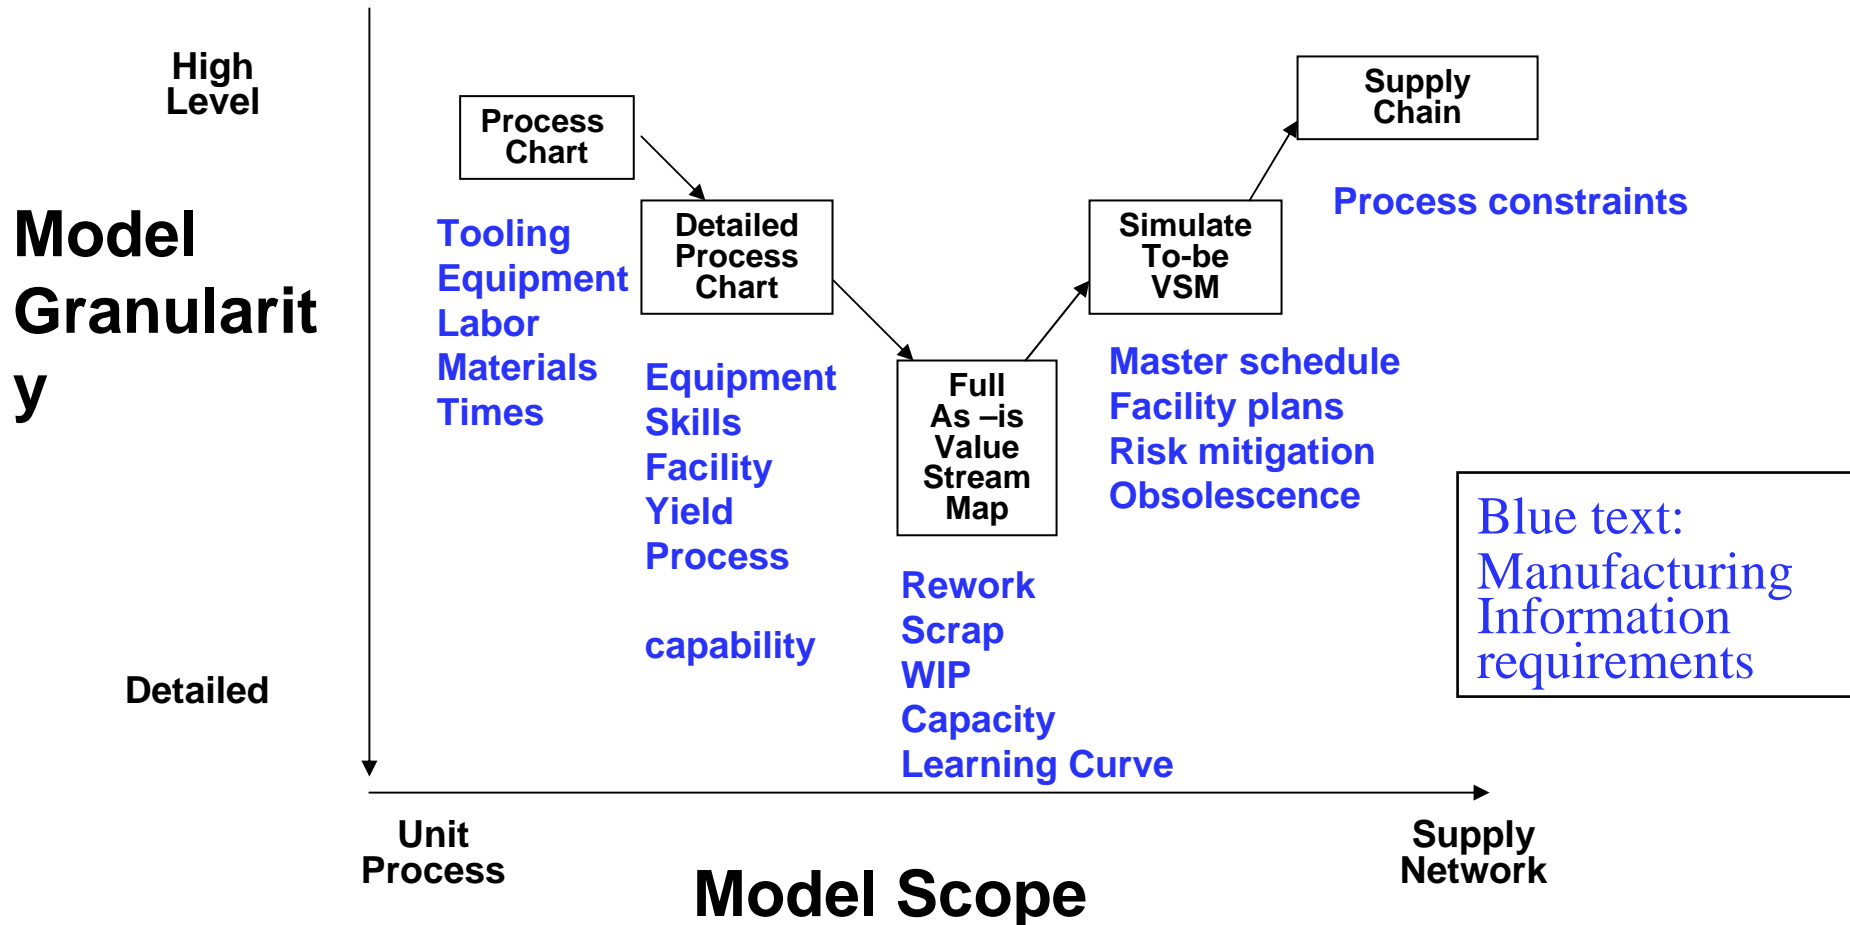 High
Level
Model
Granularit
y
Detailed
Process
Chart
Tooling
Equipment
Labor
Materials
Times
Detailed
Process
Chart
Equipment
Skills
Facility
Yield
Process
capability
Full
As –is
Value
Stream
Map
Rework
Scrap
WIP
Capacity
Learning Curve
Simulate
To-be
VSM
Master schedule
Facility plans
Risk mitigation
Obsolescence
Supply
Chain
Process constraints
Blue text:
Manufacturing
Information
requirements
Unit
Process
Model Scope
Supply
Network